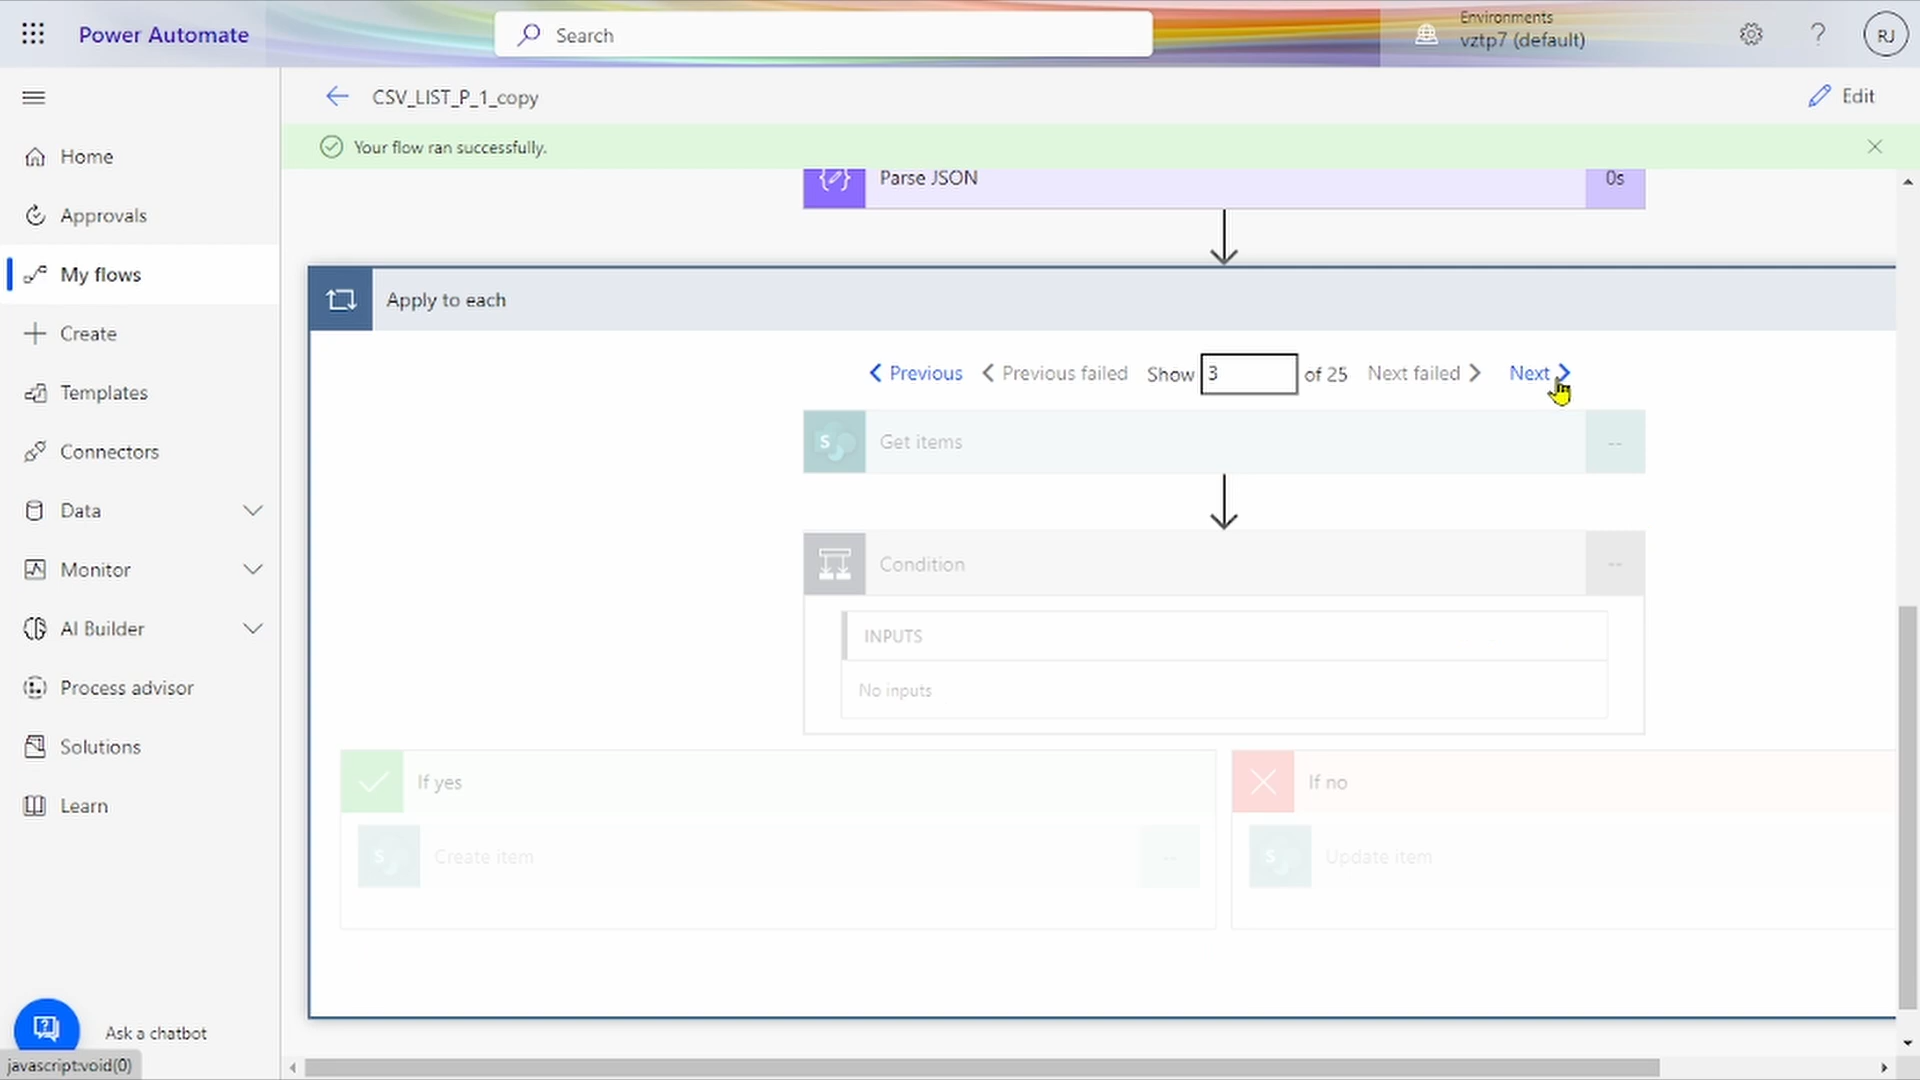 Power Automate
Search
Environments
vztp7 (default)
?
RJ
CSV_LIST_P_1_copy
Edit
Your flow ran successfully.
Home
Approvals
My flows
Create
Templates
Connectors
Data
Monitor
AI Builder
Process advisor
Solutions
Learn
Ask a chatbot
javascript:void(0)
Parse JSON
0s
Apply to each
Previous
Previous failed
Show 3 of 25
Next failed
Next
S
Get items
--
Condition
--
INPUTS
No inputs
If yes
S
Create item
--
If no
S
Update item